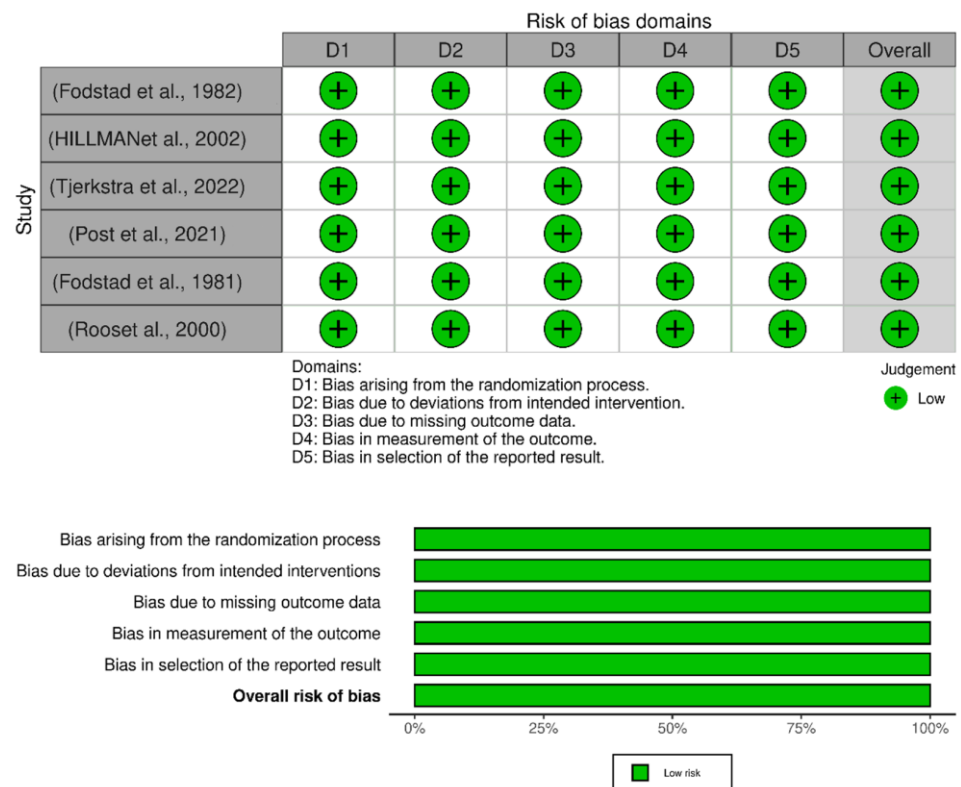 Risk of bias domains
D1 D2 D3 D4 D5 Overall
Study
(Fodstad et al., 1982) + + + + + +
(HILLMANet al., 2002) + + + + + +
(Tjerkstra et al., 2022) + + + + + +
(Post et al., 2021) + + + + + +
(Fodstad et al., 1981) + + + + + +
(Rooset al., 2000) + + + + + +
Domains:
D1: Bias arising from the randomization process.
D2: Bias due to deviations from intended intervention.
D3: Bias due to missing outcome data.
D4: Bias in measurement of the outcome.
D5: Bias in selection of the reported result.
Judgement
+ Low
Bias arising from the randomization process
Bias due to deviations from intended interventions
Bias due to missing outcome data
Bias in measurement of the outcome
Bias in selection of the reported result
Overall risk of bias
0% 25% 50% 75% 100%
Low risk